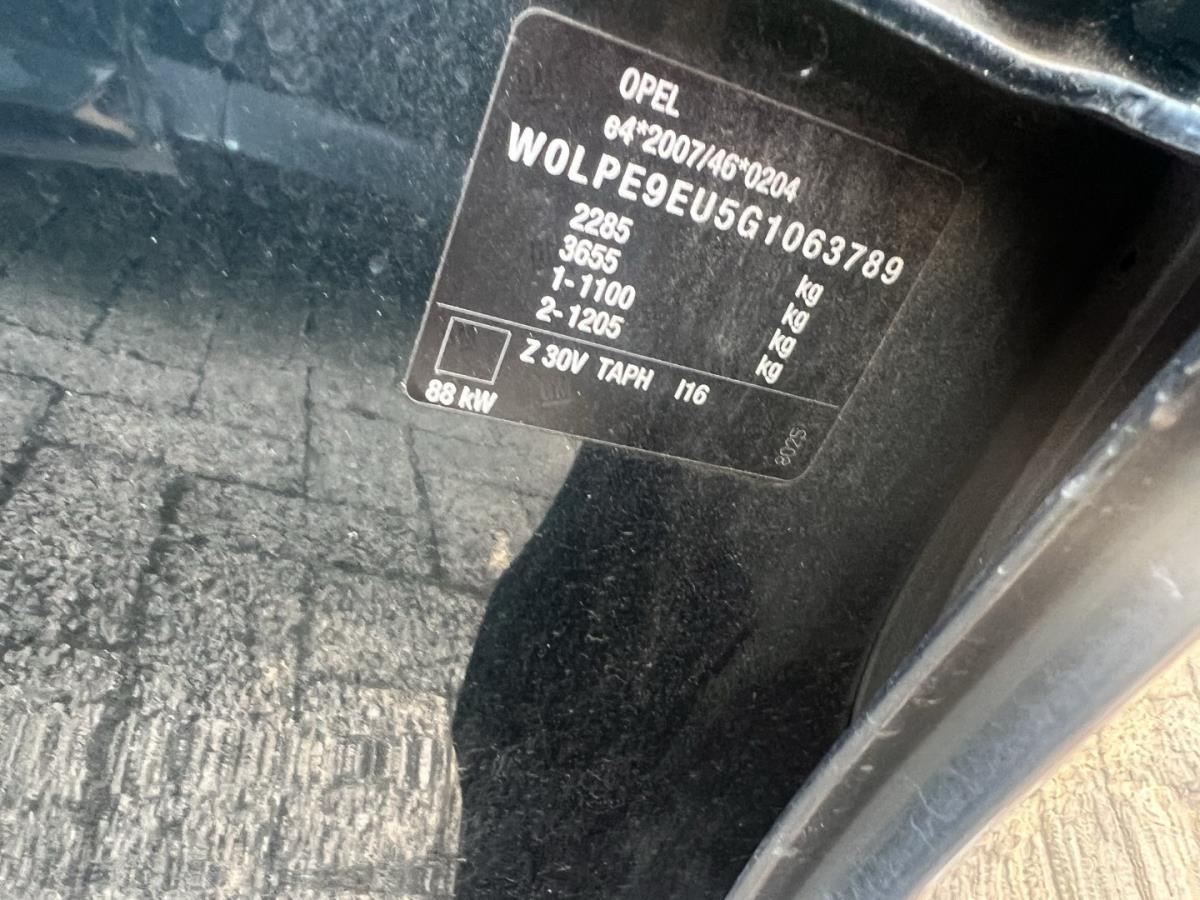 OPEL
e4*2007/46*0204
W0LPE9EU5G1063789
2285 kg
3655 kg
1-1100 kg
2-1205 kg
Z 30V TAPH I16
88 kW
8025